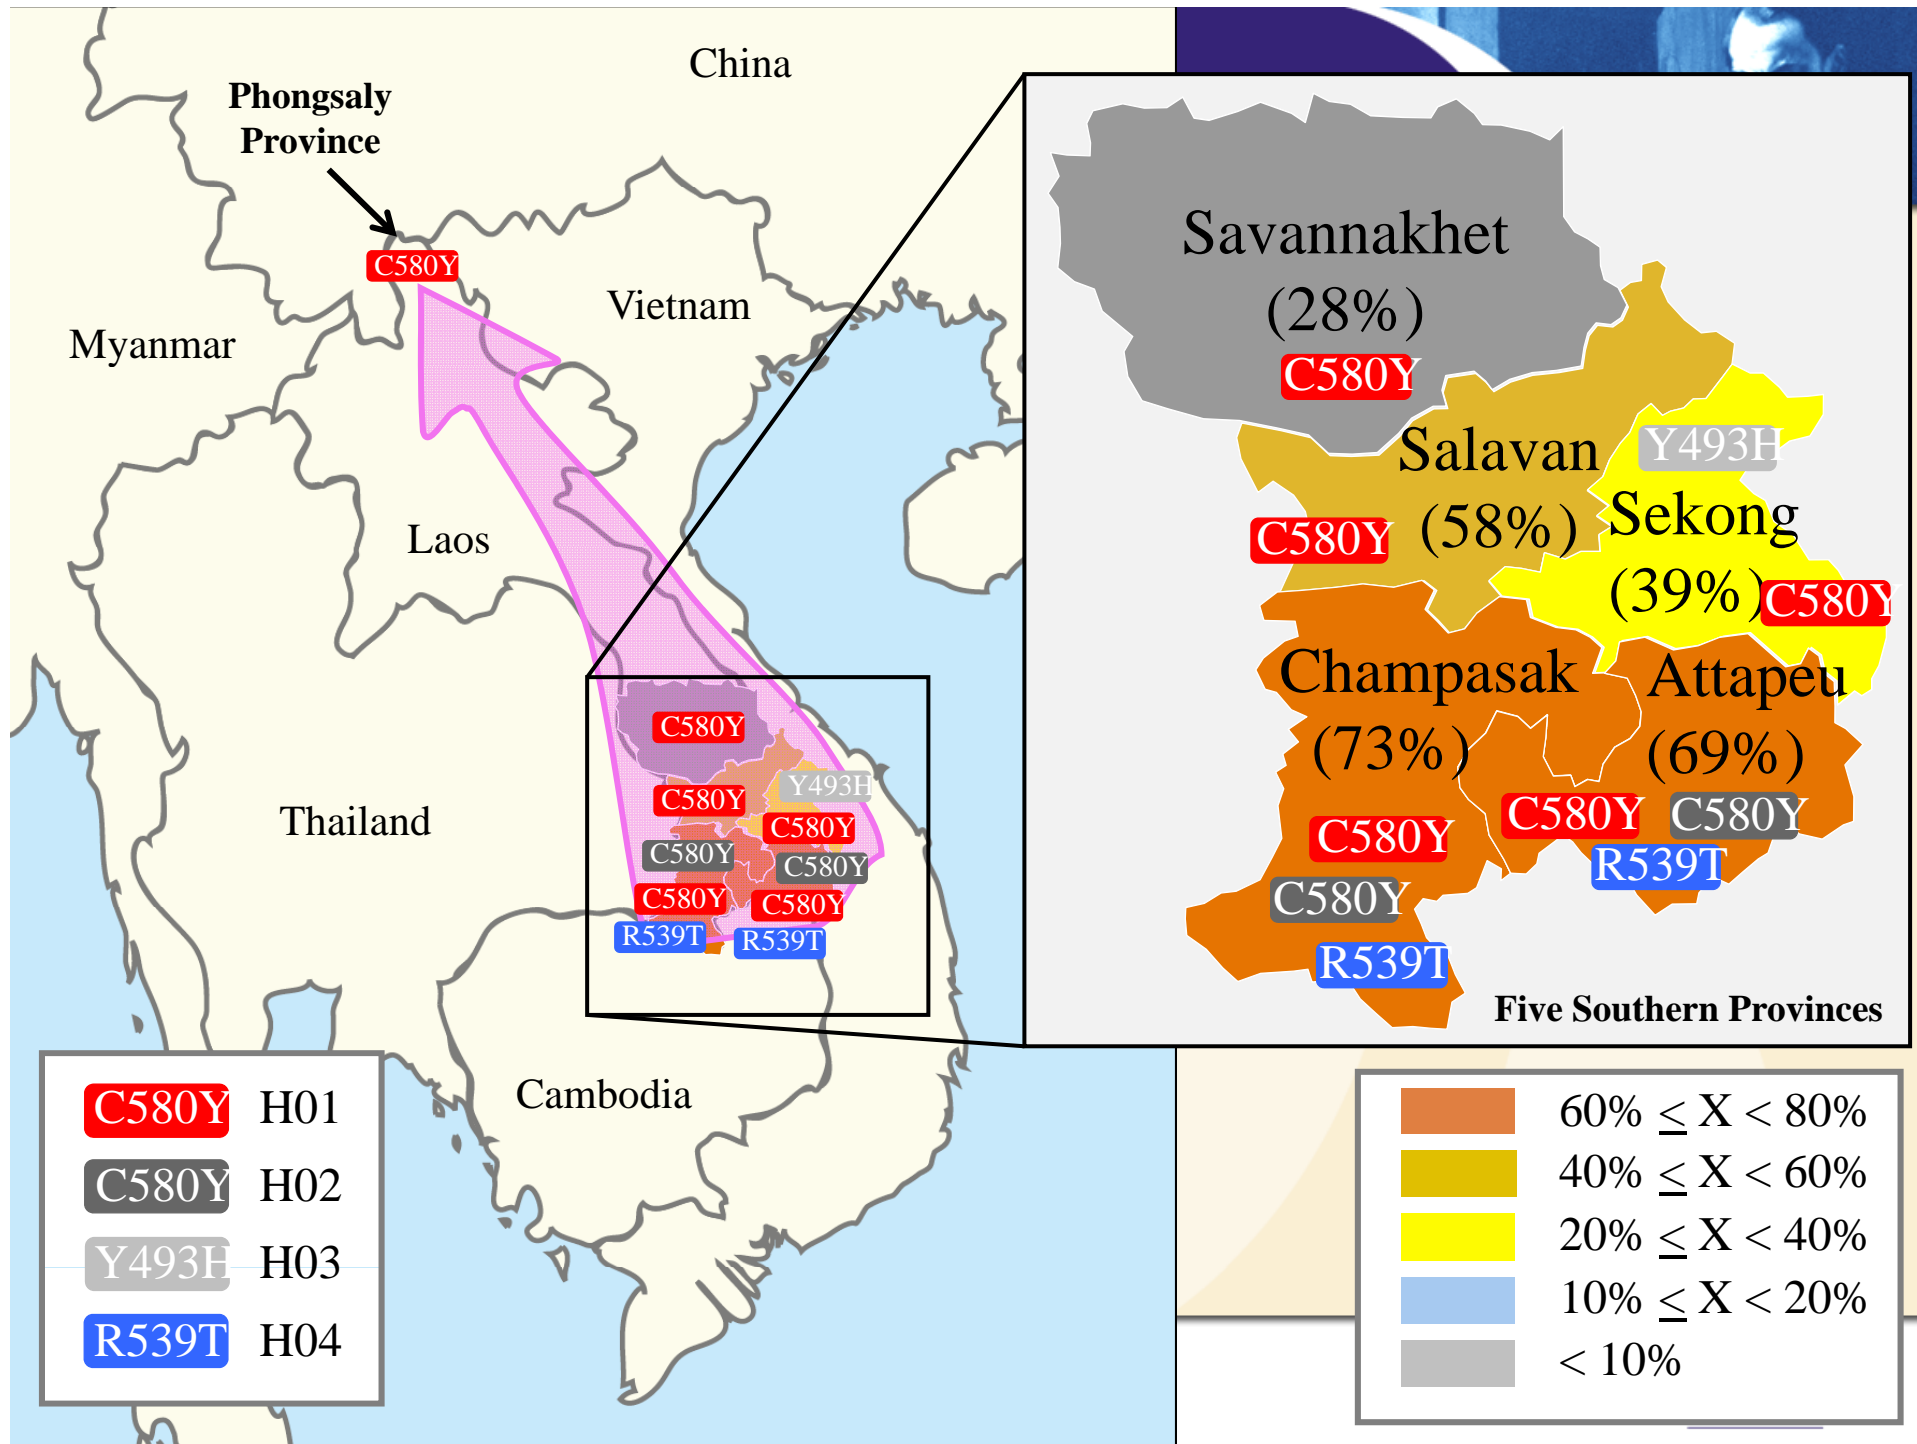 China
Phongsaly
Province
C580Y
Vietnam
Myanmar
Laos
Thailand
Cambodia
C580Y
C580Y
Y493H
C580Y
C580Y
C580Y
C580Y
C580Y
R539T
R539T
Savannakhet
(28%)
C580Y
Salavan
(58%)
C580Y
Y493H
Sekong
(39%)
C580Y
Champasak
(73%)
C580Y
C580Y
R539T
Attapeu
(69%)
C580Y
C580Y
R539T
Five Southern Provinces
C580Y H01
C580Y H02
Y493H H03
R539T H04
60% ≤ X < 80%
40% ≤ X < 60%
20% ≤ X < 40%
10% ≤ X < 20%
< 10%